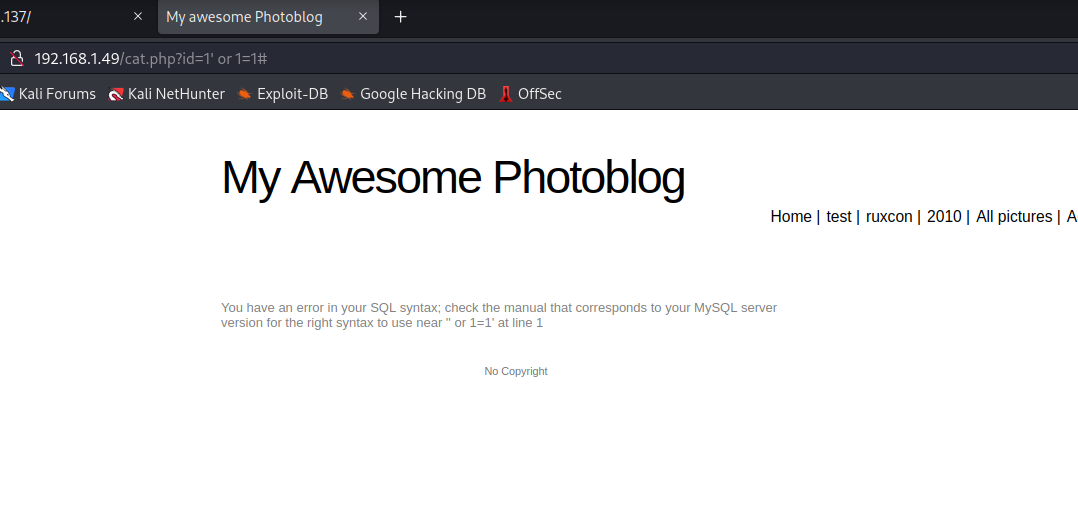 .137/ × My awesome Photoblog × +
192.168.1.49/cat.php?id=1' or 1=1#
Kali Forums Kali NetHunter Exploit-DB Google Hacking DB OffSec
My Awesome Photoblog
Home | test | ruxcon | 2010 | All pictures | A
You have an error in your SQL syntax; check the manual that corresponds to your MySQL server
version for the right syntax to use near '' or 1=1' at line 1
No Copyright